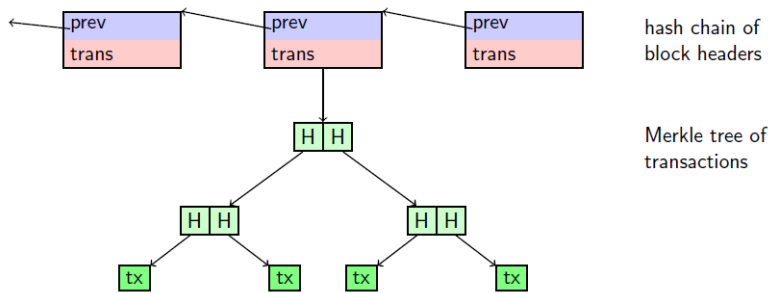 prev
prev
prev
hash chain of
trans
trans
trans
block headers
H H
Merkle tree of
transactions
H H
H H
tx
tx
tx
tx